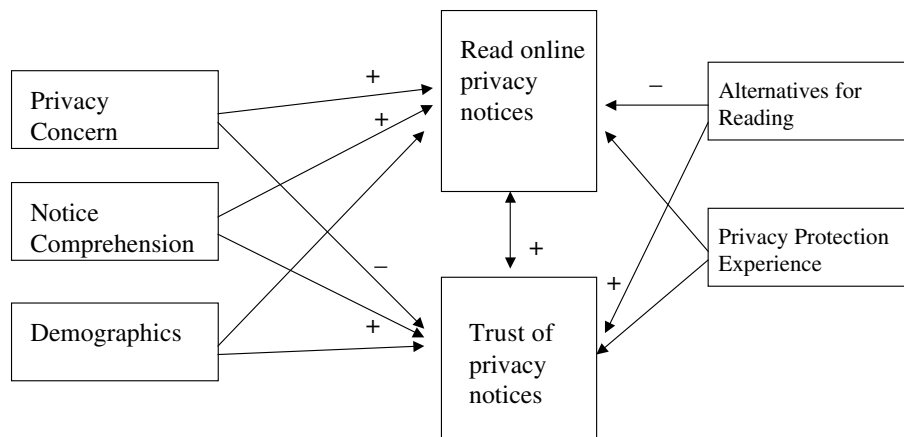 Privacy
Concern
Notice
Comprehension
Demographics
+
+
–
+
Read online
privacy
notices
+
Trust of
privacy
notices
–
+
Alternatives for
Reading
Privacy Protection
Experience